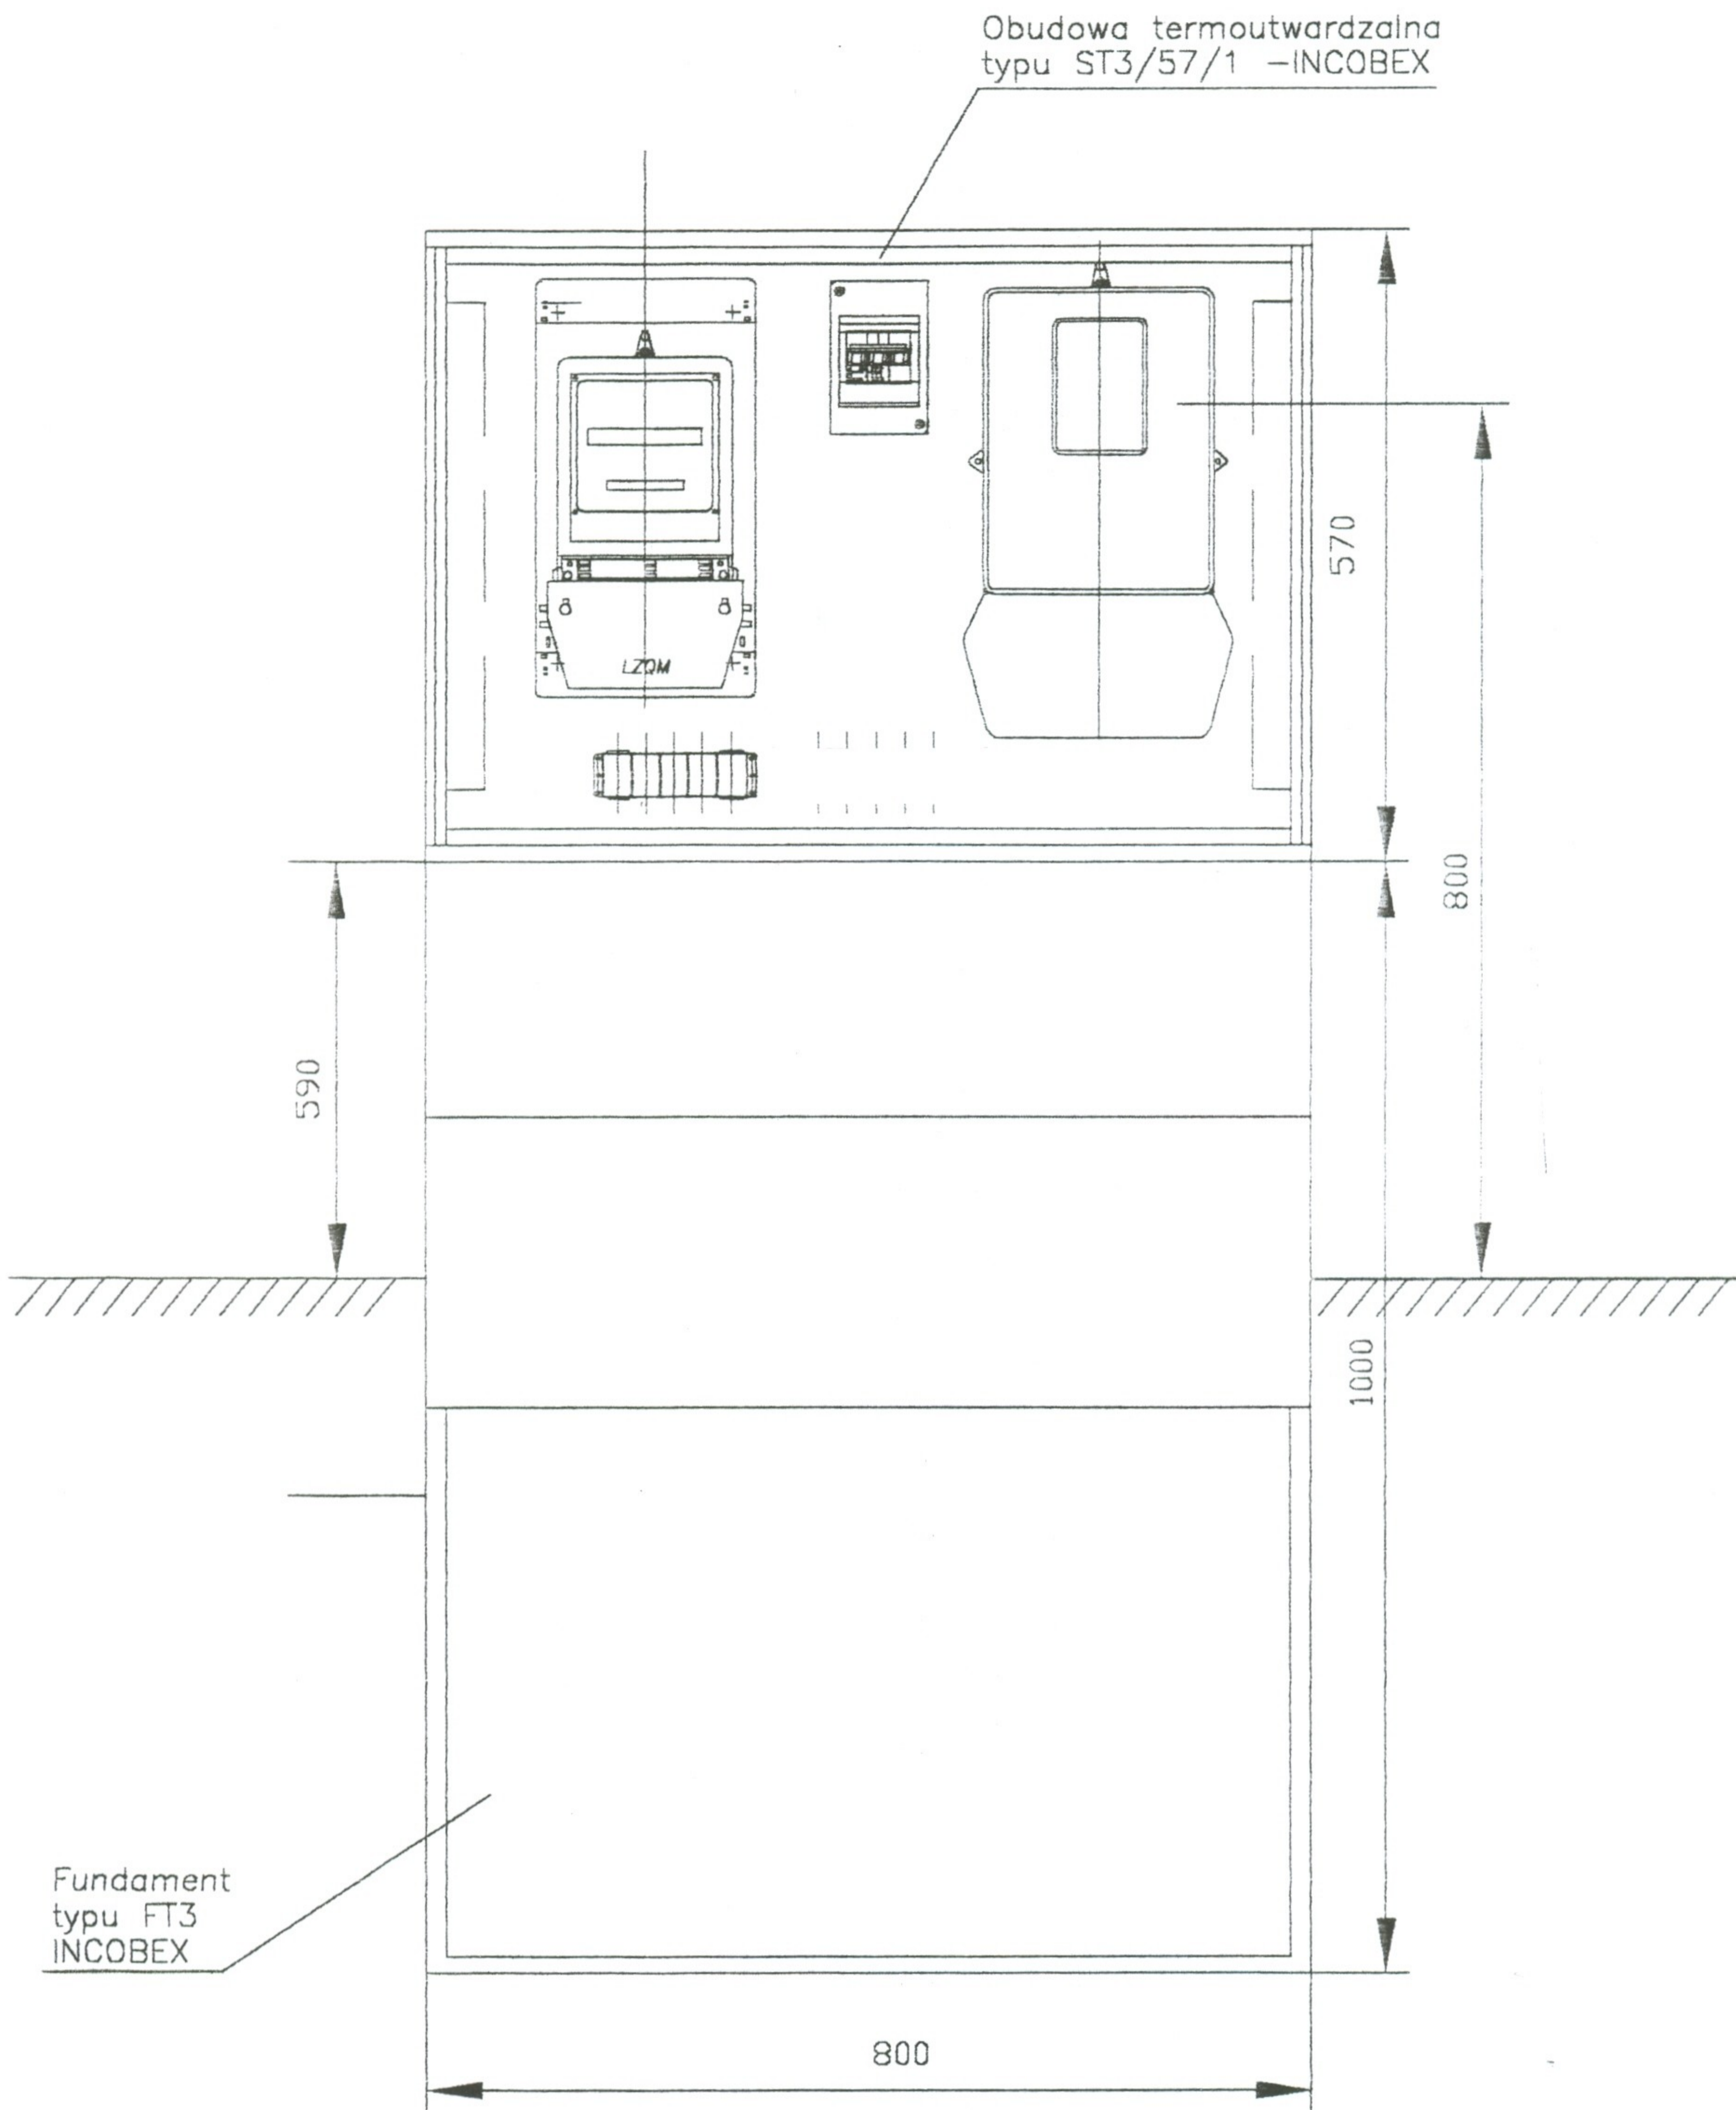 Obudowa termoutwardzalna
typu ST3/57/1 -INCOBEX
570
800
LZQM
590
1000
Fundament
typu FT3
INCOBEX
800